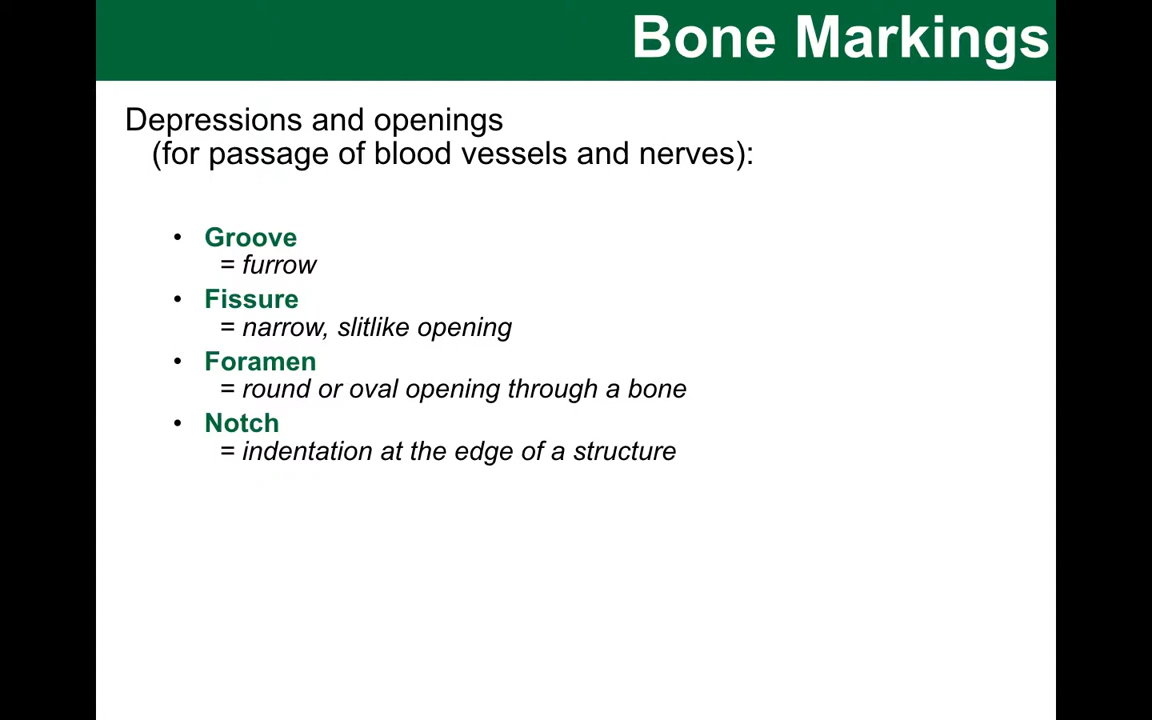 Bone Markings
Depressions and openings
(for passage of blood vessels and nerves):
• Groove
= furrow
• Fissure
= narrow, slitlike opening
• Foramen
= round or oval opening through a bone
• Notch
= indentation at the edge of a structure